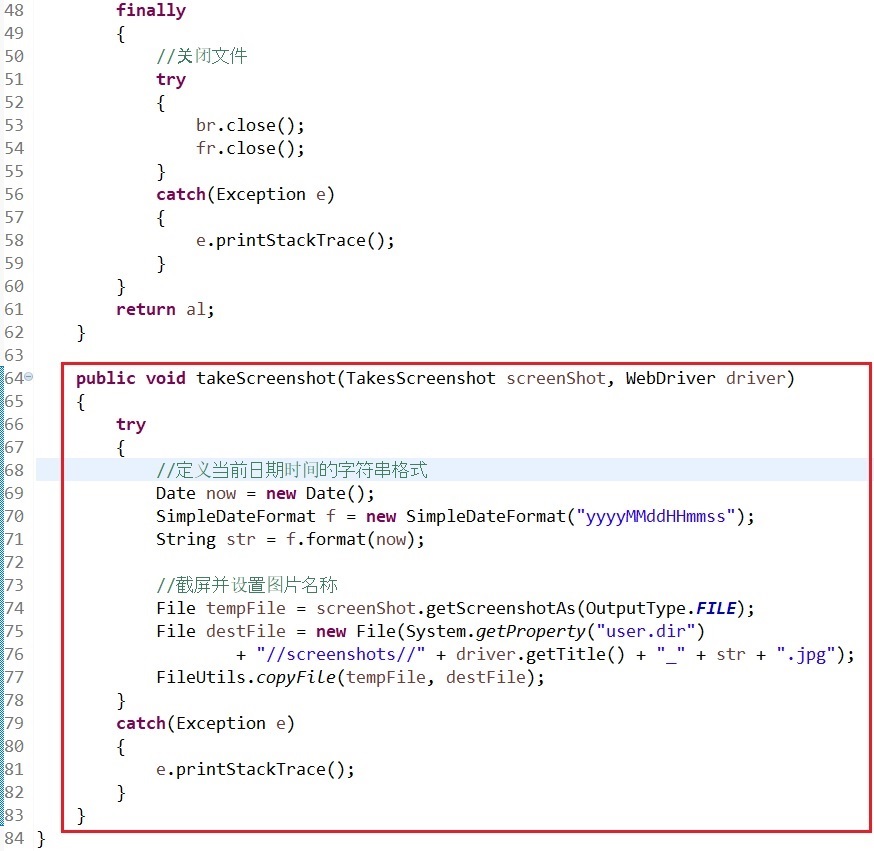 48 finally
49 {
50 //关闭文件
51 try
52 {
53 br.close();
54 fr.close();
55 }
56 catch(Exception e)
57 {
58 e.printStackTrace();
59 }
60 }
61 return al;
62 }
63
64 public void takeScreenshot(TakesScreenshot screenShot, WebDriver driver)
65 {
66 try
67 {
68 //定义当前日期时间的字符串格式
69 Date now = new Date();
70 SimpleDateFormat f = new SimpleDateFormat("yyyyMMddHHmmss");
71 String str = f.format(now);
72
73 //截屏并设置图片名称
74 File tempFile = screenShot.getScreenshotAs(OutputType.FILE);
75 File destFile = new File(System.getProperty("user.dir")
76 + "//screenshots//" + driver.getTitle() + "_" + str + ".jpg");
77 FileUtils.copyFile(tempFile, destFile);
78 }
79 catch(Exception e)
80 {
81 e.printStackTrace();
82 }
83 }
84 }